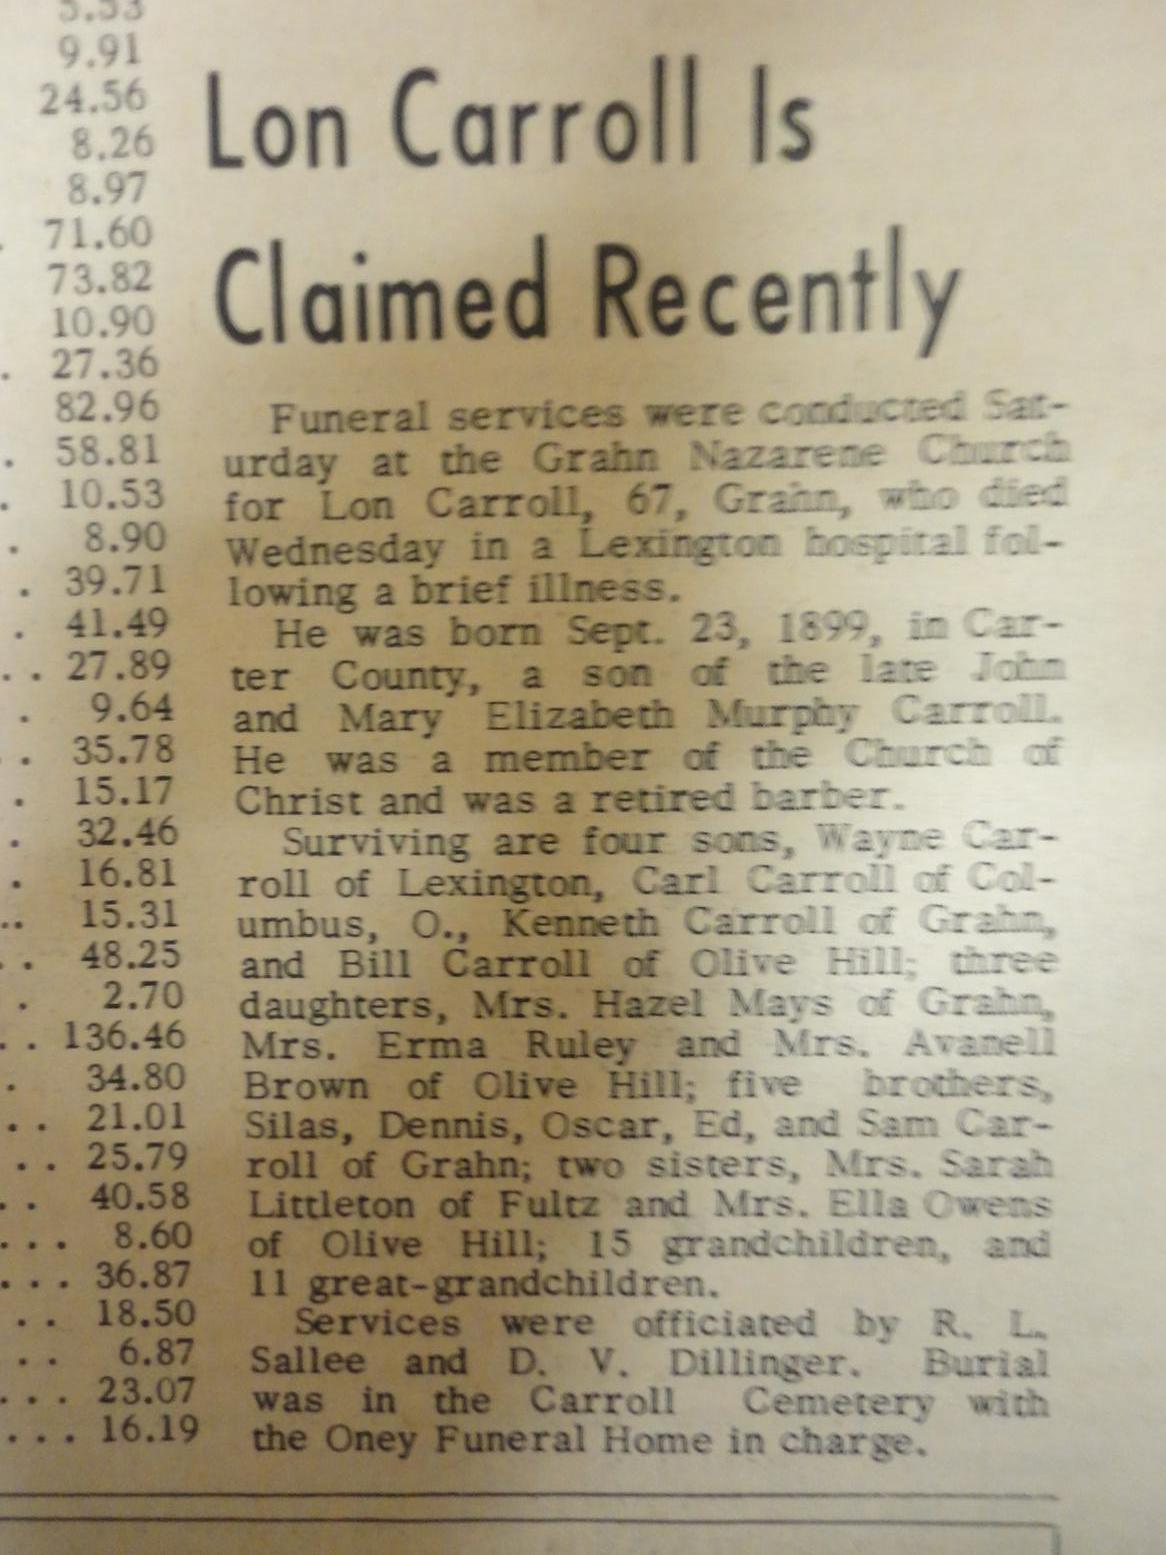 5.53
9.91
24.56
8.26
8.97
. 71.60
73.82
10.90
. 27.36
82.96
. 58.81
. 10.53
. 8.90
. 39.71
. 41.49
. . 27.89
. 9.64
. . 35.78
. 15.17
. 32.46
. 16.81
.. 15.31
. . 48.25
. 2.70
. . 136.46
. 34.80
. . 21.01
. . 25.79
. . 40.58
. . . 8.60
. . . 36.87
. . 18.50
. . 6.87
. . . 23.07
. . . 16.19
Lon Carroll Is
Claimed Recently
Funeral services were conducted Sat-
urday at the Grahn Nazarene Church
for Lon Carroll, 67, Grahn, who died
Wednesday in a Lexington hospital fol-
lowing a brief illness.
He was born Sept. 23, 1899, in Car-
ter County, a son of the late John
and Mary Elizabeth Murphy Carroll.
He was a member of the Church of
Christ and was a retired barber.
Surviving are four sons, Wayne Car-
roll of Lexington, Carl Carroll of Col-
umbus, O., Kenneth Carroll of Grahn,
and Bill Carroll of Olive Hill; three
daughters, Mrs. Hazel Mays of Grahn,
Mrs. Erma Ruley and Mrs. Avanell
Brown of Olive Hill; five brothers,
Silas, Dennis, Oscar, Ed, and Sam Car-
roll of Grahn; two sisters, Mrs. Sarah
Littleton of Fultz and Mrs. Ella Owens
of Olive Hill; 15 grandchildren, and
11 great-grandchildren.
Services were officiated by R. L.
Sallee and D. V. Dillinger. Burial
was in the Carroll Cemetery with
the Oney Funeral Home in charge.